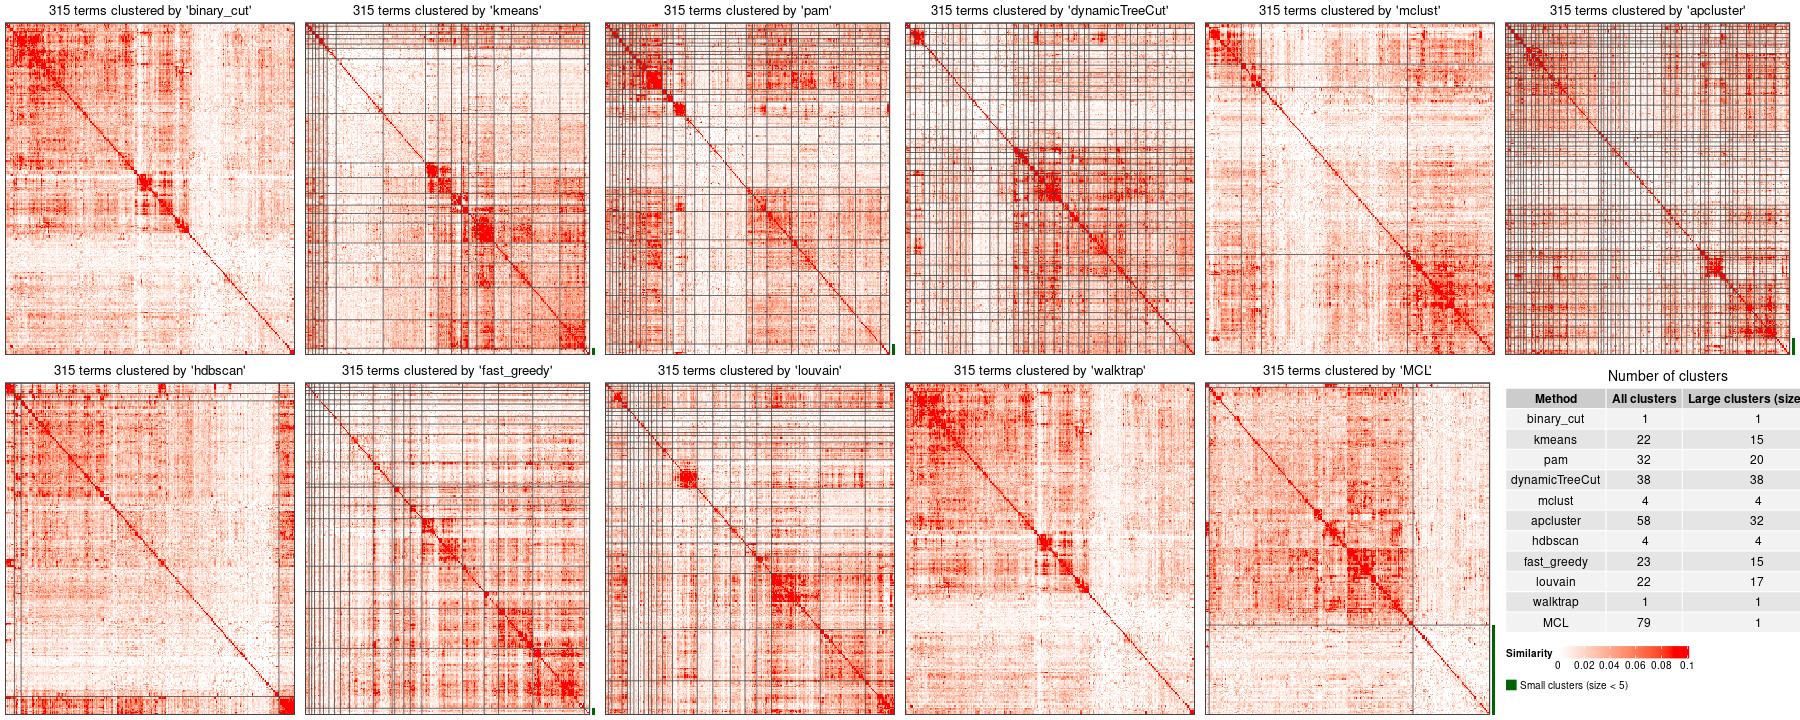 315 terms clustered by 'binary_cut'
315 terms clustered by 'kmeans'
315 terms clustered by 'pam'
315 terms clustered by 'dynamicTreeCut'
315 terms clustered by 'mclust'
315 terms clustered by 'apcluster'
315 terms clustered by 'hdbscan'
315 terms clustered by 'fast_greedy'
315 terms clustered by 'louvain'
315 terms clustered by 'walktrap'
315 terms clustered by 'MCL'
Number of clusters
Method All clusters Large clusters (size
binary_cut 1 1
kmeans 22 15
pam 32 20
dynamicTreeCut 38 38
mclust 4 4
apcluster 58 32
hdbscan 4 4
fast_greedy 23 15
louvain 22 17
walktrap 1 1
MCL 79 1
Similarity
0 0.02 0.04 0.06 0.08 0.1
Small clusters (size < 5)